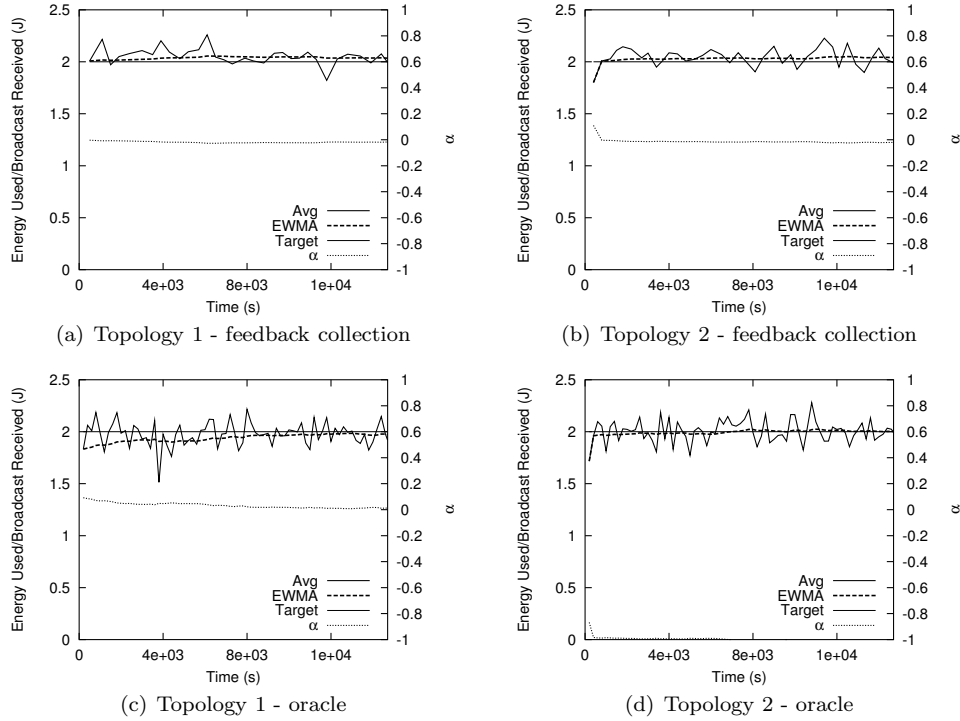 Energy Used/Broadcast Received (J)
2.5
2
1.5
1
0.5
0
1
0.8
0.6
0.4
0.2
0
-0.2
-0.4
-0.6
-0.8
-1
α
Avg
EWMA
Target
α
0 4e+03 8e+03 1e+04
Time (s)
(a) Topology 1 - feedback collection
Energy Used/Broadcast Received (J)
2.5
2
1.5
1
0.5
0
1
0.8
0.6
0.4
0.2
0
-0.2
-0.4
-0.6
-0.8
-1
α
Avg
EWMA
Target
α
0 4e+03 8e+03 1e+04
Time (s)
(b) Topology 2 - feedback collection
Energy Used/Broadcast Received (J)
2.5
2
1.5
1
0.5
0
1
0.8
0.6
0.4
0.2
0
-0.2
-0.4
-0.6
-0.8
-1
α
Avg
EWMA
Target
α
0 4e+03 8e+03 1e+04
Time (s)
(c) Topology 1 - oracle
Energy Used/Broadcast Received (J)
2.5
2
1.5
1
0.5
0
1
0.8
0.6
0.4
0.2
0
-0.2
-0.4
-0.6
-0.8
-1
α
Avg
EWMA
Target
α
0 4e+03 8e+03 1e+04
Time (s)
(d) Topology 2 - oracle